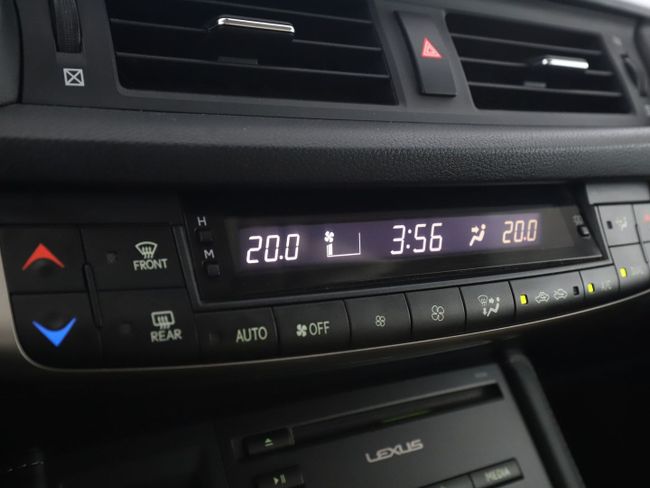 H
M
20.0 3:56 20.0
FRONT
REAR
AUTO
OFF
A/C
LEXUS
MEDIA